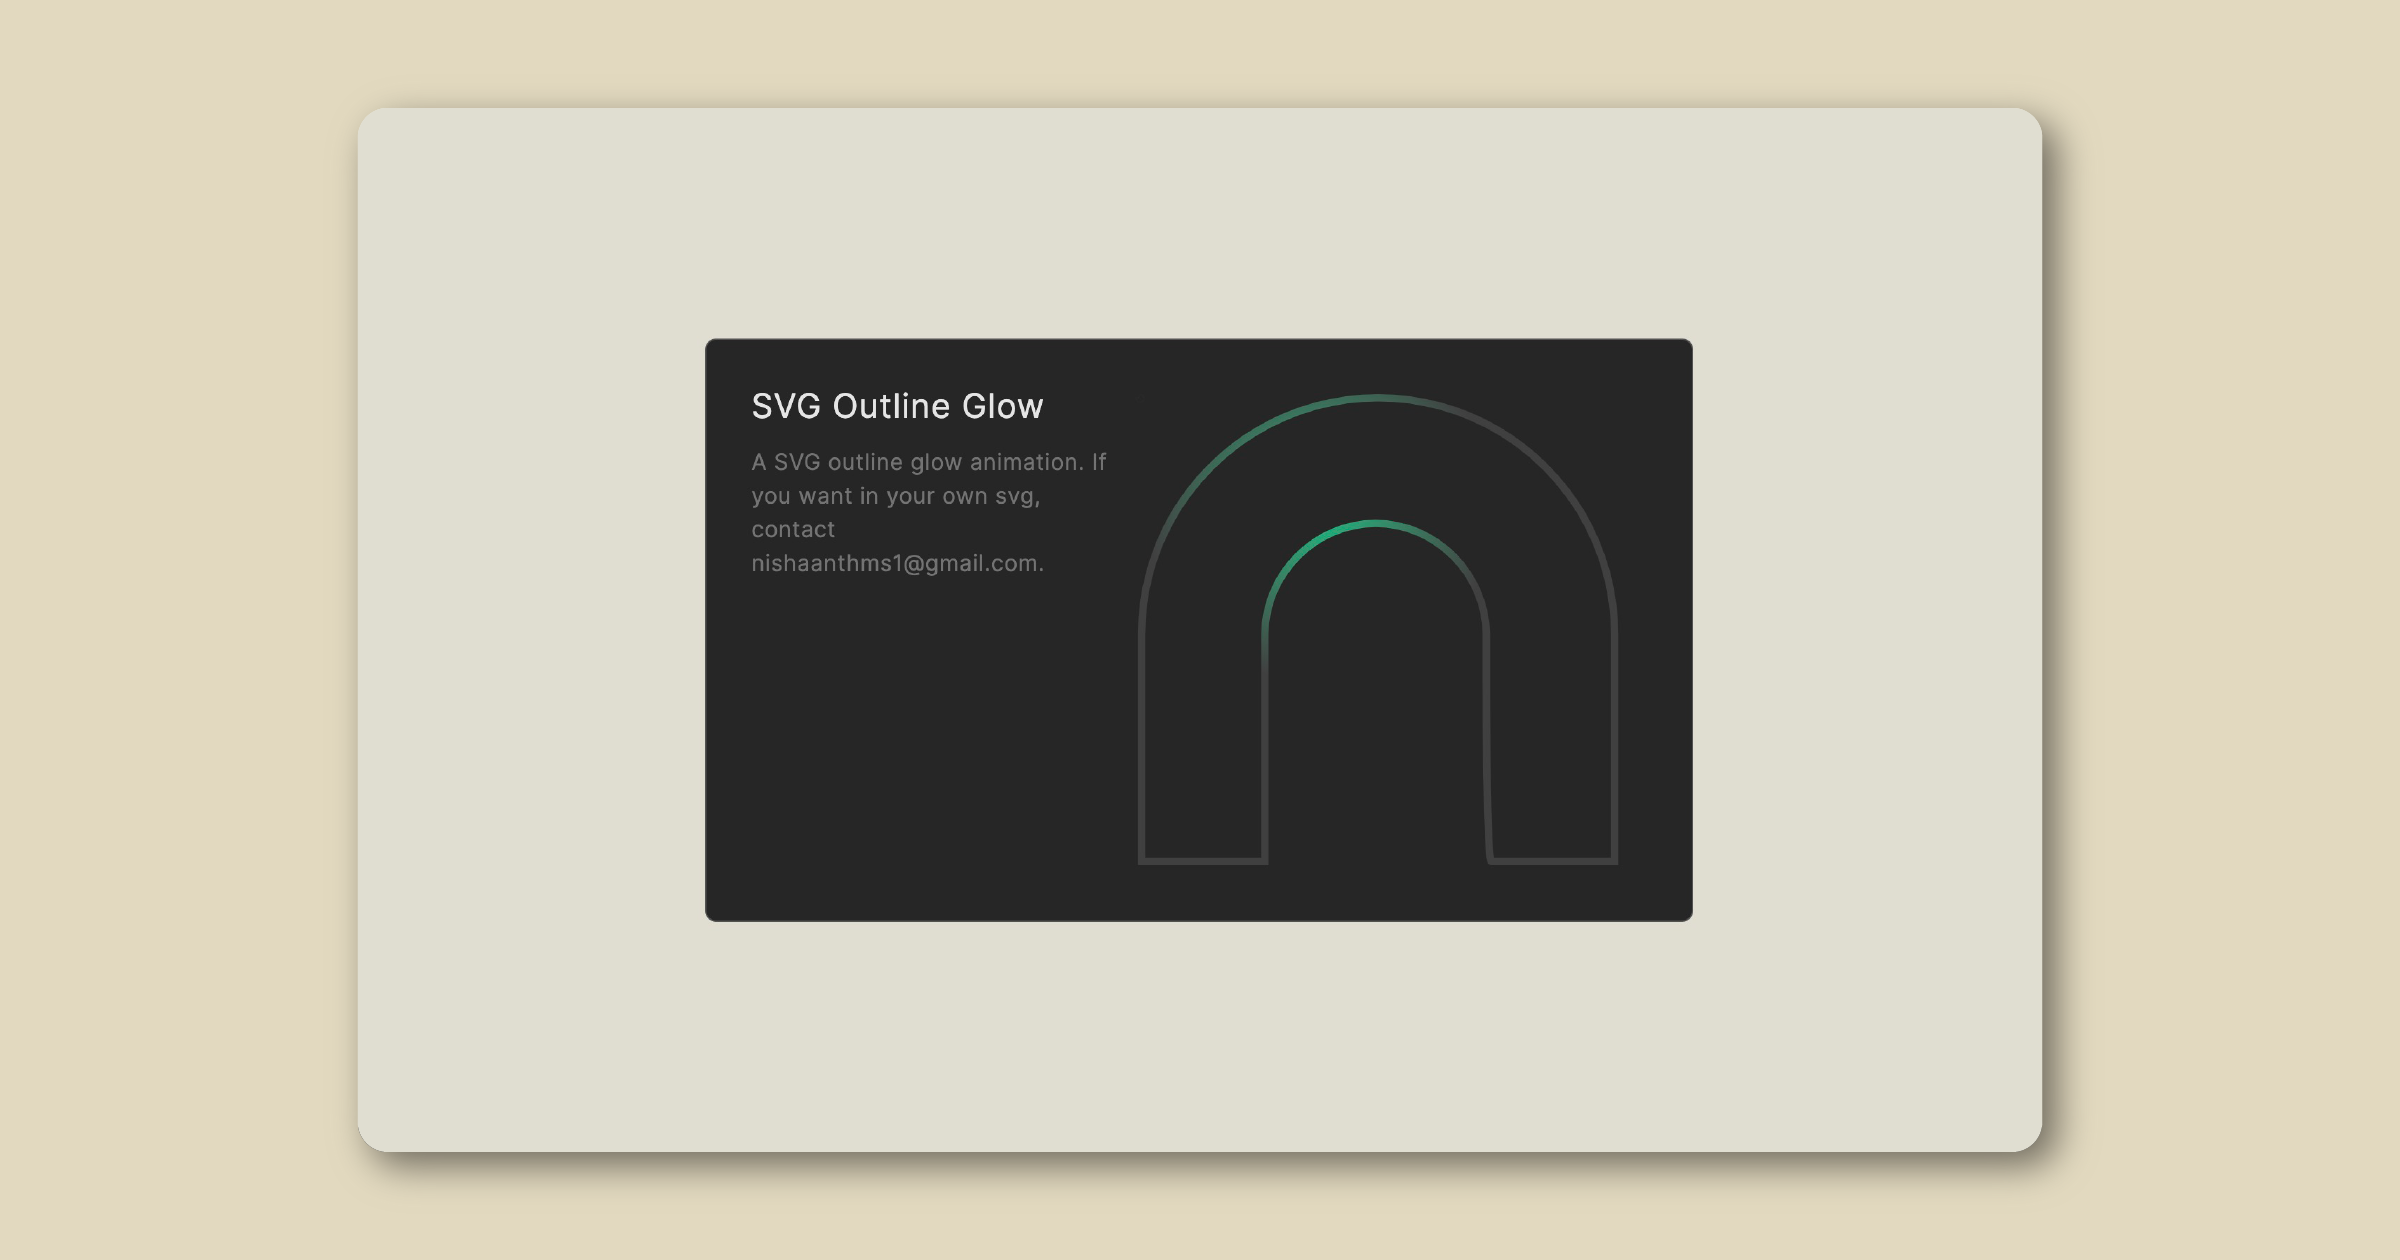 SVG Outline Glow
A SVG outline glow animation. If
you want in your own svg,
contact
nishaanthms1@gmail.com.